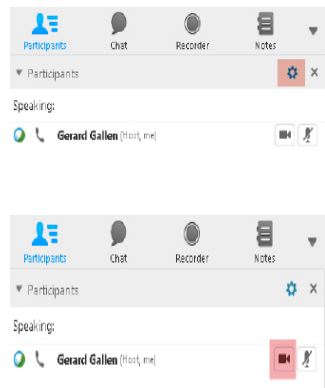 Participants Chat Recorder Notes
Participants
Speaking:
Gerard Gallen (Host, me)
Participants Chat Recorder Notes
Participants
Speaking:
Gerard Gallen (Host, me)